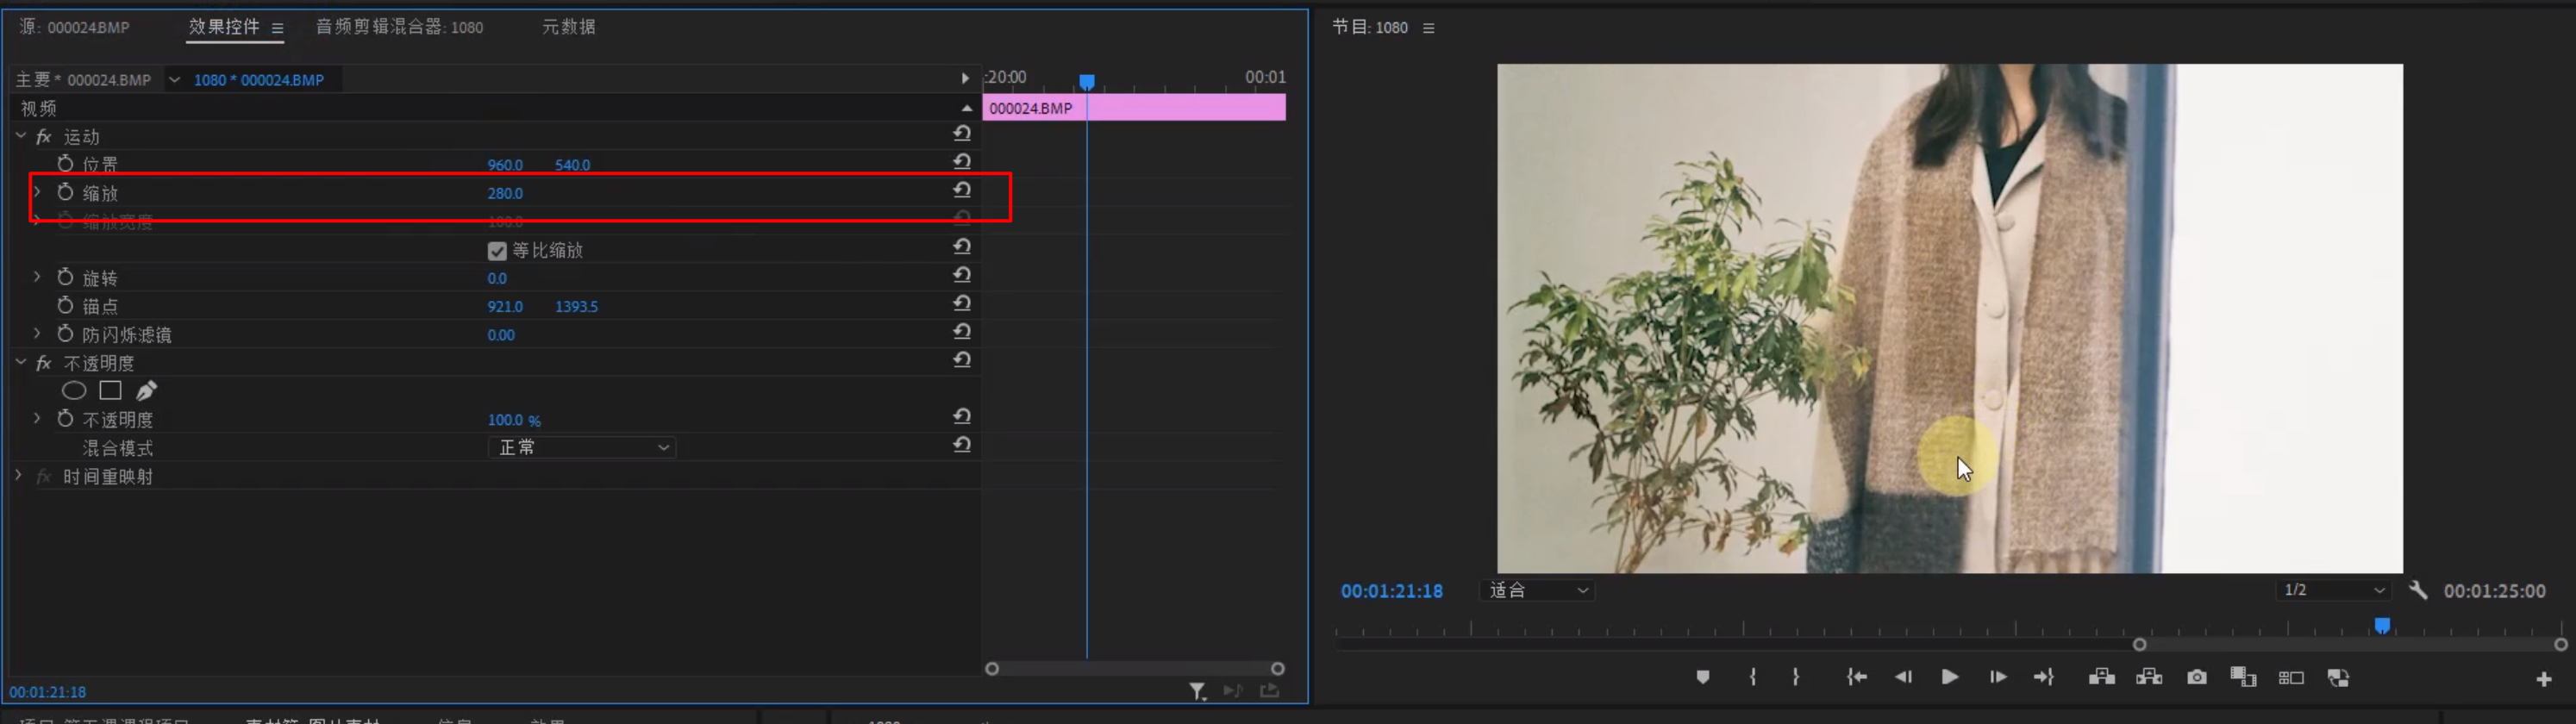 源: 000024.BMP 效果控件 音频剪辑混合器: 1080 元数据
主要 * 000024.BMP 1080 * 000024.BMP
:20:00 00:01
视频
000024.BMP
fx 运动
位置 960.0 540.0
缩放 280.0
缩放宽度 100.0
等比缩放
旋转 0.0
锚点 921.0 1393.5
防闪烁滤镜 0.00
fx 不透明度
不透明度 100.0 %
混合模式 正常
fx 时间重映射
00:01:21:18
节目: 1080
00:01:21:18 适合 1/2 00:01:25:00